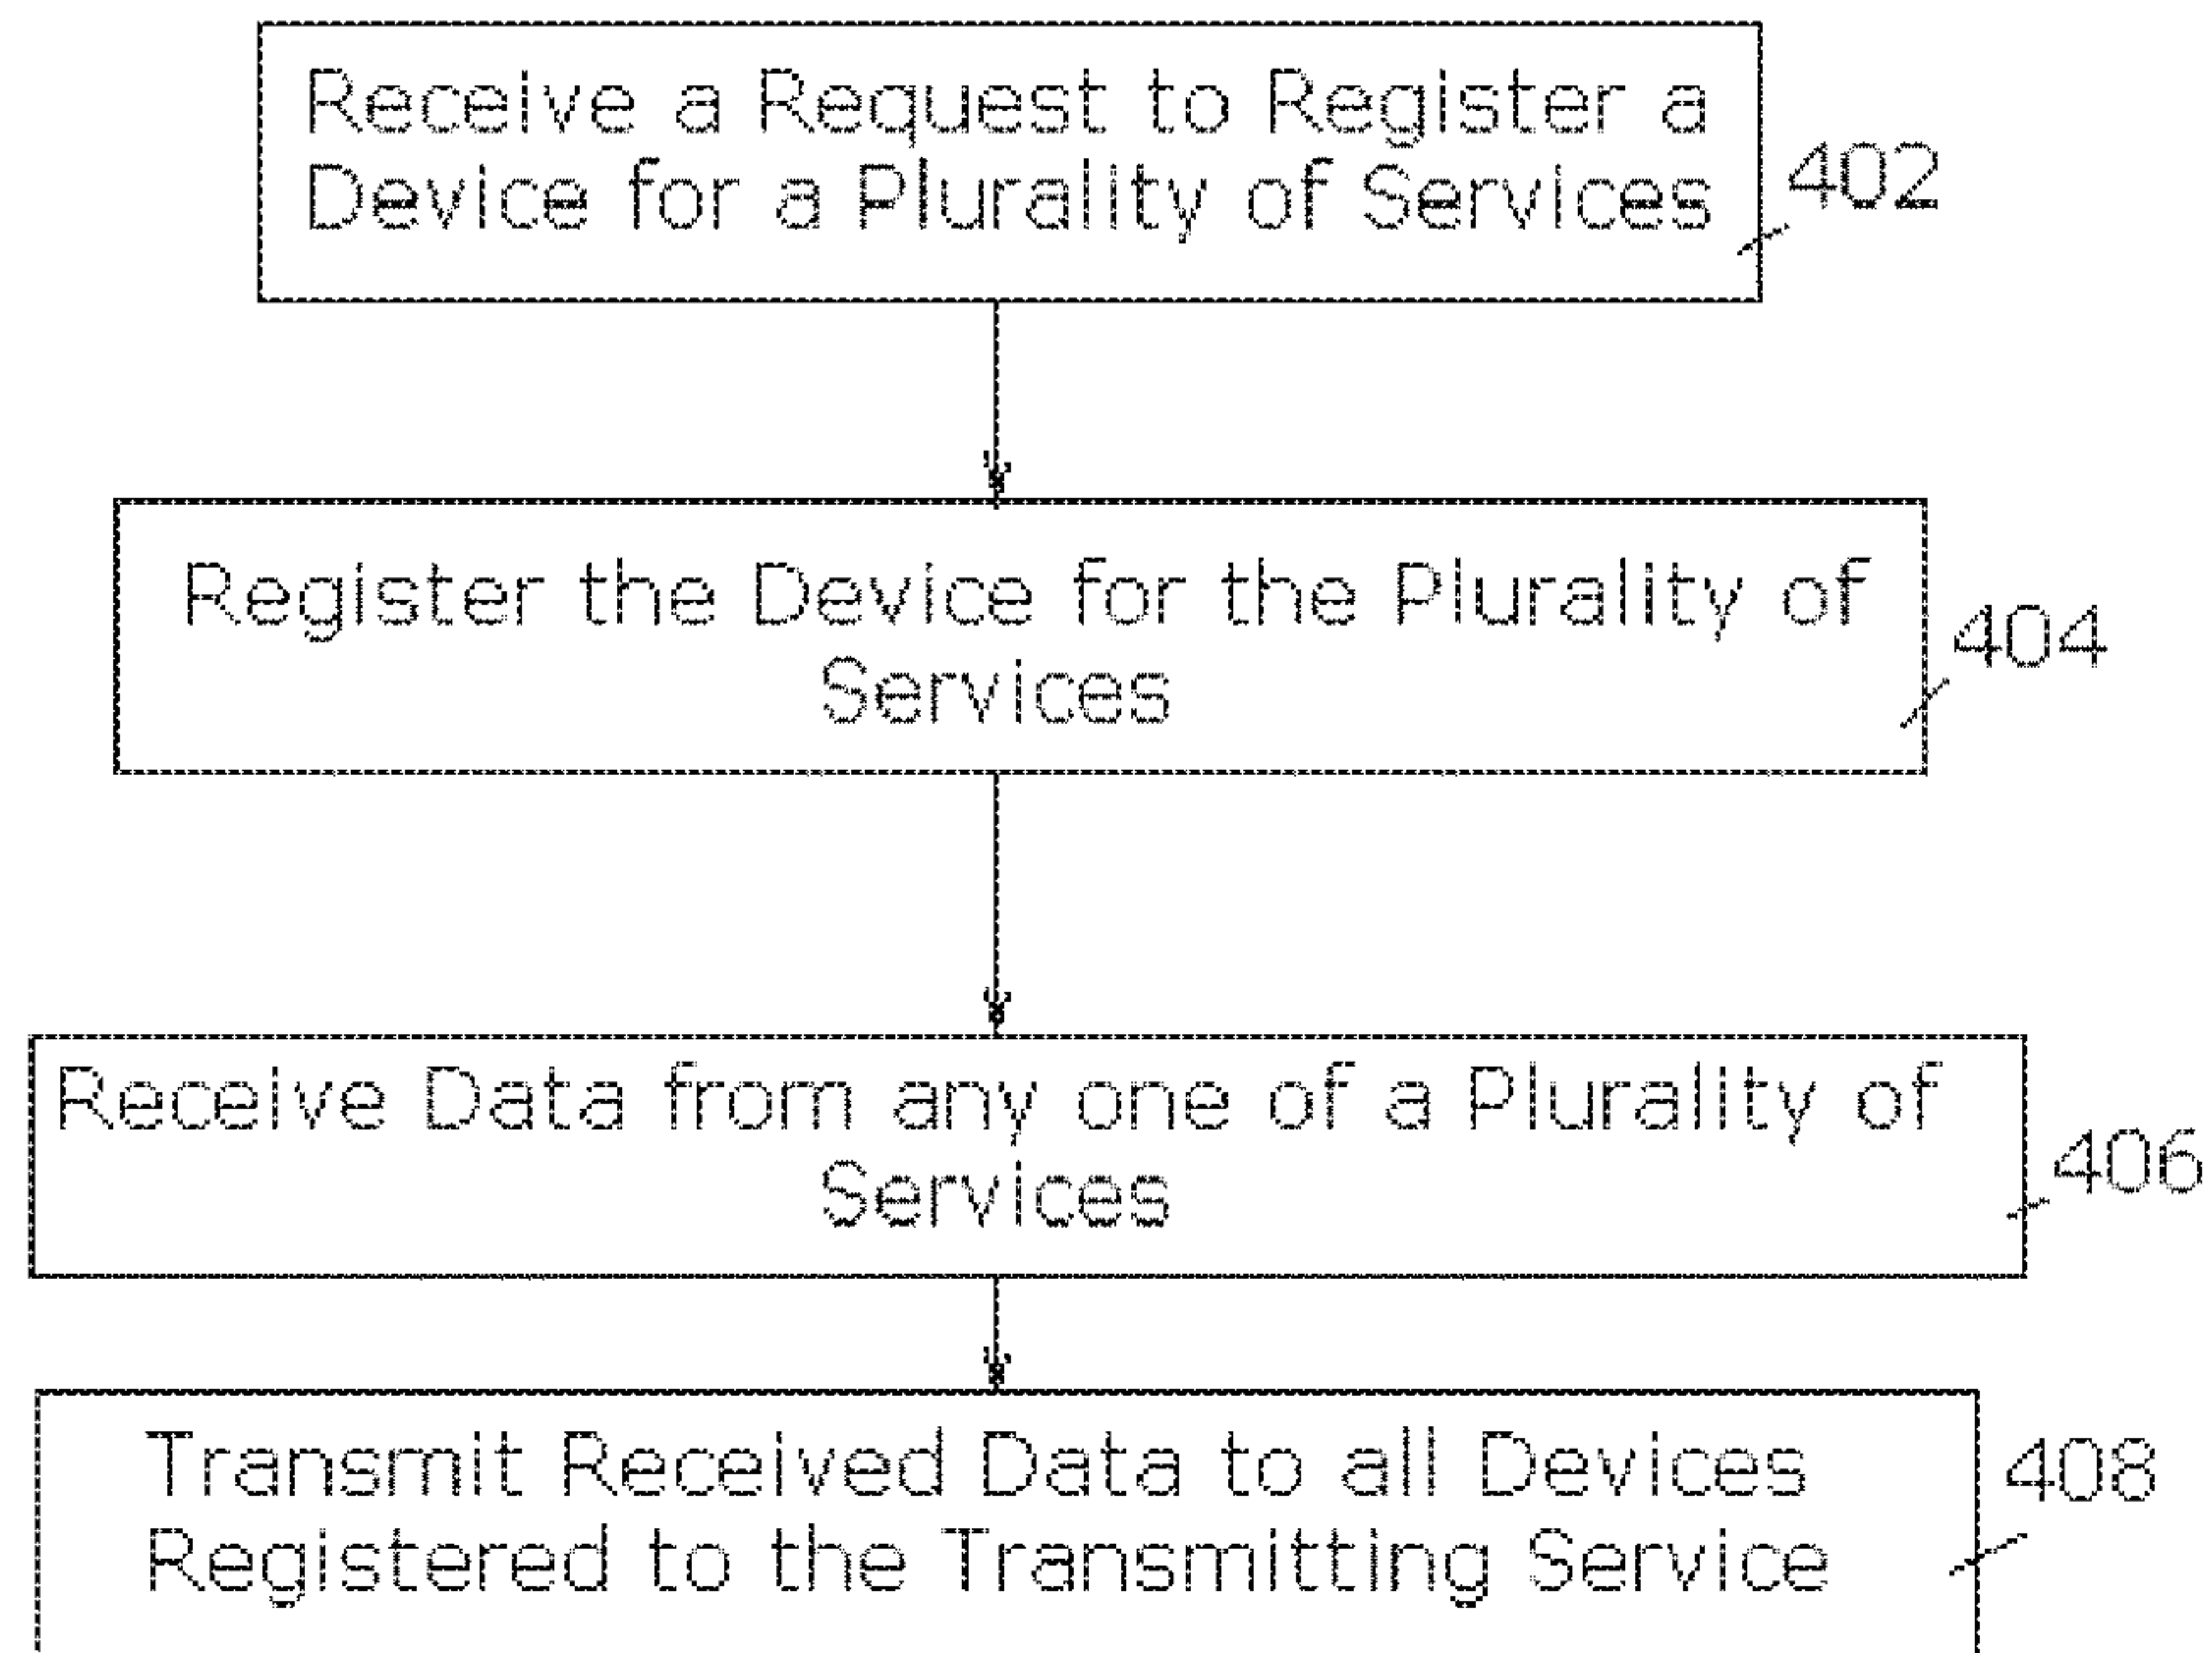 Receive a Request to Register a
Device for a Plurality of Services
402
Register the Device for the Plurality of
Services
404
Receive Data from any one of a Plurality of
Services
406
Transmit Received Data to all Devices
Registered to the Transmitting Service
408